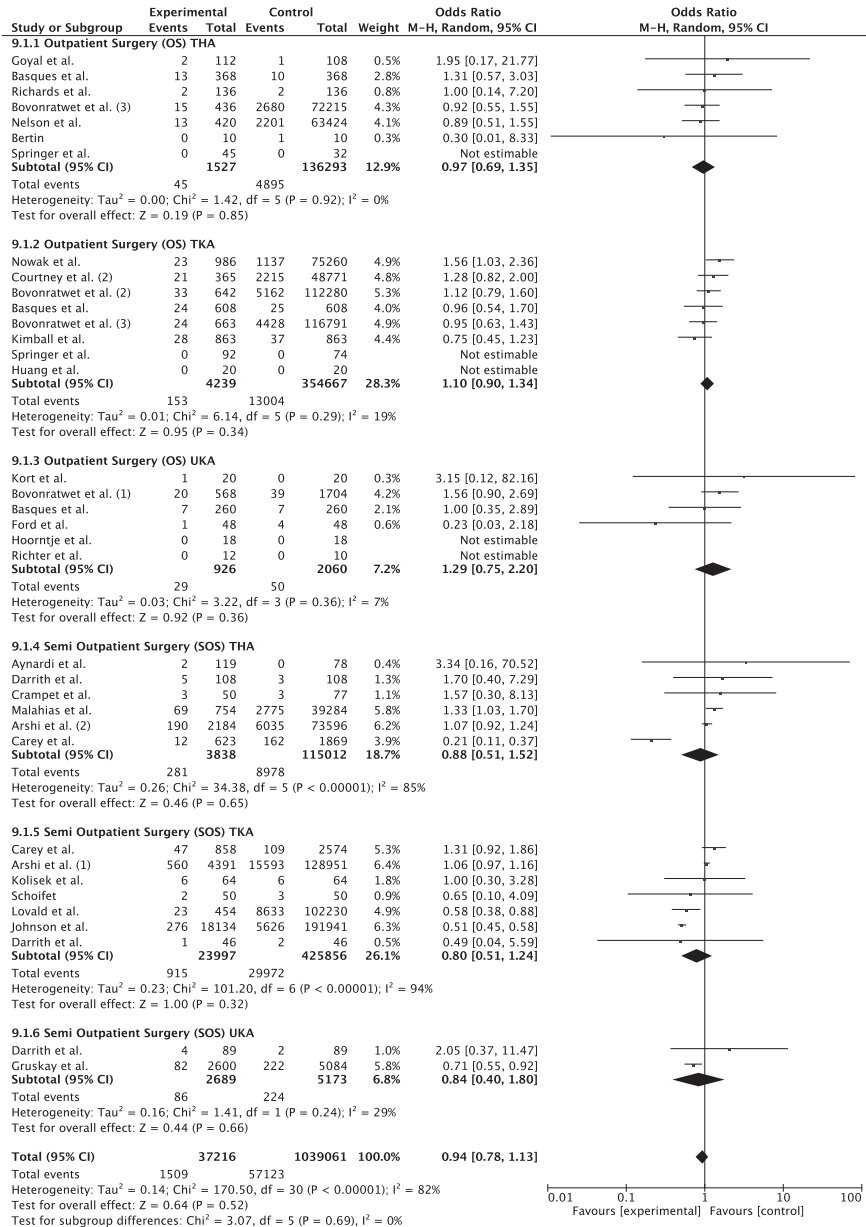 Experimental Control Odds Ratio Odds Ratio
Study or Subgroup Events Total Events Total Weight M-H, Random, 95% CI M-H, Random, 95% CI
9.1.1 Outpatient Surgery (OS) THA
Goyal et al. 2 112 1 108 0.5% 1.95 [0.17, 21.77]
Basques et al. 13 368 10 368 2.8% 1.31 [0.57, 3.03]
Richards et al. 2 136 2 136 0.8% 1.00 [0.14, 7.20]
Bovonratwet et al. (3) 15 436 2680 72215 4.3% 0.92 [0.55, 1.55]
Nelson et al. 13 420 2201 63424 4.1% 0.89 [0.51, 1.55]
Bertin 0 10 1 10 0.3% 0.30 [0.01, 8.33]
Springer et al. 0 45 0 32 Not estimable
Subtotal (95% CI) 1527 136293 12.9% 0.97 [0.69, 1.35]
Total events 45 4895
Heterogeneity: Tau² = 0.00; Chi² = 1.42, df = 5 (P = 0.92); I² = 0%
Test for overall effect: Z = 0.19 (P = 0.85)
9.1.2 Outpatient Surgery (OS) TKA
Nowak et al. 23 986 1137 75260 4.9% 1.56 [1.03, 2.36]
Courtney et al. (2) 21 365 2215 48771 4.8% 1.28 [0.82, 2.00]
Bovonratwet et al. (2) 33 642 5162 112280 5.3% 1.12 [0.79, 1.60]
Basques et al. 24 608 25 608 4.0% 0.96 [0.54, 1.70]
Bovonratwet et al. (3) 24 663 4428 116791 4.9% 0.95 [0.63, 1.43]
Kimball et al. 28 863 37 863 4.4% 0.75 [0.45, 1.23]
Springer et al. 0 92 0 74 Not estimable
Huang et al. 0 20 0 20 Not estimable
Subtotal (95% CI) 4239 354667 28.3% 1.10 [0.90, 1.34]
Total events 153 13004
Heterogeneity: Tau² = 0.01; Chi² = 6.14, df = 5 (P = 0.29); I² = 19%
Test for overall effect: Z = 0.95 (P = 0.34)
9.1.3 Outpatient Surgery (OS) UKA
Kort et al. 1 20 0 20 0.3% 3.15 [0.12, 82.16]
Bovonratwet et al. (1) 20 568 39 1704 4.2% 1.56 [0.90, 2.69]
Basques et al. 7 260 7 260 2.1% 1.00 [0.35, 2.89]
Ford et al. 1 48 4 48 0.6% 0.23 [0.03, 2.18]
Hoorntje et al. 0 18 0 18 Not estimable
Richter et al. 0 12 0 10 Not estimable
Subtotal (95% CI) 926 2060 7.2% 1.29 [0.75, 2.20]
Total events 29 50
Heterogeneity: Tau² = 0.03; Chi² = 3.22, df = 3 (P = 0.36); I² = 7%
Test for overall effect: Z = 0.92 (P = 0.36)
9.1.4 Semi Outpatient Surgery (SOS) THA
Aynardi et al. 2 119 0 78 0.4% 3.34 [0.16, 70.52]
Darrith et al. 5 108 3 108 1.3% 1.70 [0.40, 7.29]
Crampet et al. 3 50 3 77 1.1% 1.57 [0.30, 8.13]
Malahias et al. 69 754 2775 39284 5.8% 1.33 [1.03, 1.70]
Arshi et al. (2) 190 2184 6035 73596 6.2% 1.07 [0.92, 1.24]
Carey et al. 12 623 162 1869 3.9% 0.21 [0.11, 0.37]
Subtotal (95% CI) 3838 115012 18.7% 0.88 [0.51, 1.52]
Total events 281 8978
Heterogeneity: Tau² = 0.26; Chi² = 34.38, df = 5 (P < 0.00001); I² = 85%
Test for overall effect: Z = 0.46 (P = 0.65)
9.1.5 Semi Outpatient Surgery (SOS) TKA
Carey et al. 47 858 109 2574 5.3% 1.31 [0.92, 1.86]
Arshi et al. (1) 560 4391 15593 128951 6.4% 1.06 [0.97, 1.16]
Kolisek et al. 6 64 6 64 1.8% 1.00 [0.30, 3.28]
Schoifet 2 50 3 50 1.0% 0.65 [0.10, 4.09]
Lovald et al. 23 454 8633 102230 4.9% 0.58 [0.38, 0.88]
Johnson et al. 276 18134 5626 191941 6.3% 0.51 [0.45, 0.58]
Darrith et al. 1 46 2 46 0.5% 0.49 [0.04, 5.59]
Subtotal (95% CI) 23997 425856 26.1% 0.80 [0.51, 1.24]
Total events 915 29972
Heterogeneity: Tau² = 0.23; Chi² = 101.20, df = 6 (P < 0.00001); I² = 94%
Test for overall effect: Z = 1.00 (P = 0.32)
9.1.6 Semi Outpatient Surgery (SOS) UKA
Darrith et al. 4 89 2 89 1.0% 2.05 [0.37, 11.47]
Gruskay et al. 82 2600 222 5084 5.8% 0.71 [0.55, 0.92]
Subtotal (95% CI) 2689 5173 6.8% 0.84 [0.40, 1.80]
Total events 86 224
Heterogeneity: Tau² = 0.16; Chi² = 1.41, df = 1 (P = 0.24); I² = 29%
Test for overall effect: Z = 0.44 (P = 0.66)
Total (95% CI) 37216 1039061 100.0% 0.94 [0.78, 1.13]
Total events 1509 57123
Heterogeneity: Tau² = 0.14; Chi² = 170.50, df = 30 (P < 0.00001); I² = 82%
Test for overall effect: Z = 0.64 (P = 0.52)
Test for subgroup differences: Chi² = 3.07, df = 5 (P = 0.69), I² = 0%
0.01 0.1 1 10 100
Favours [experimental] Favours [control]